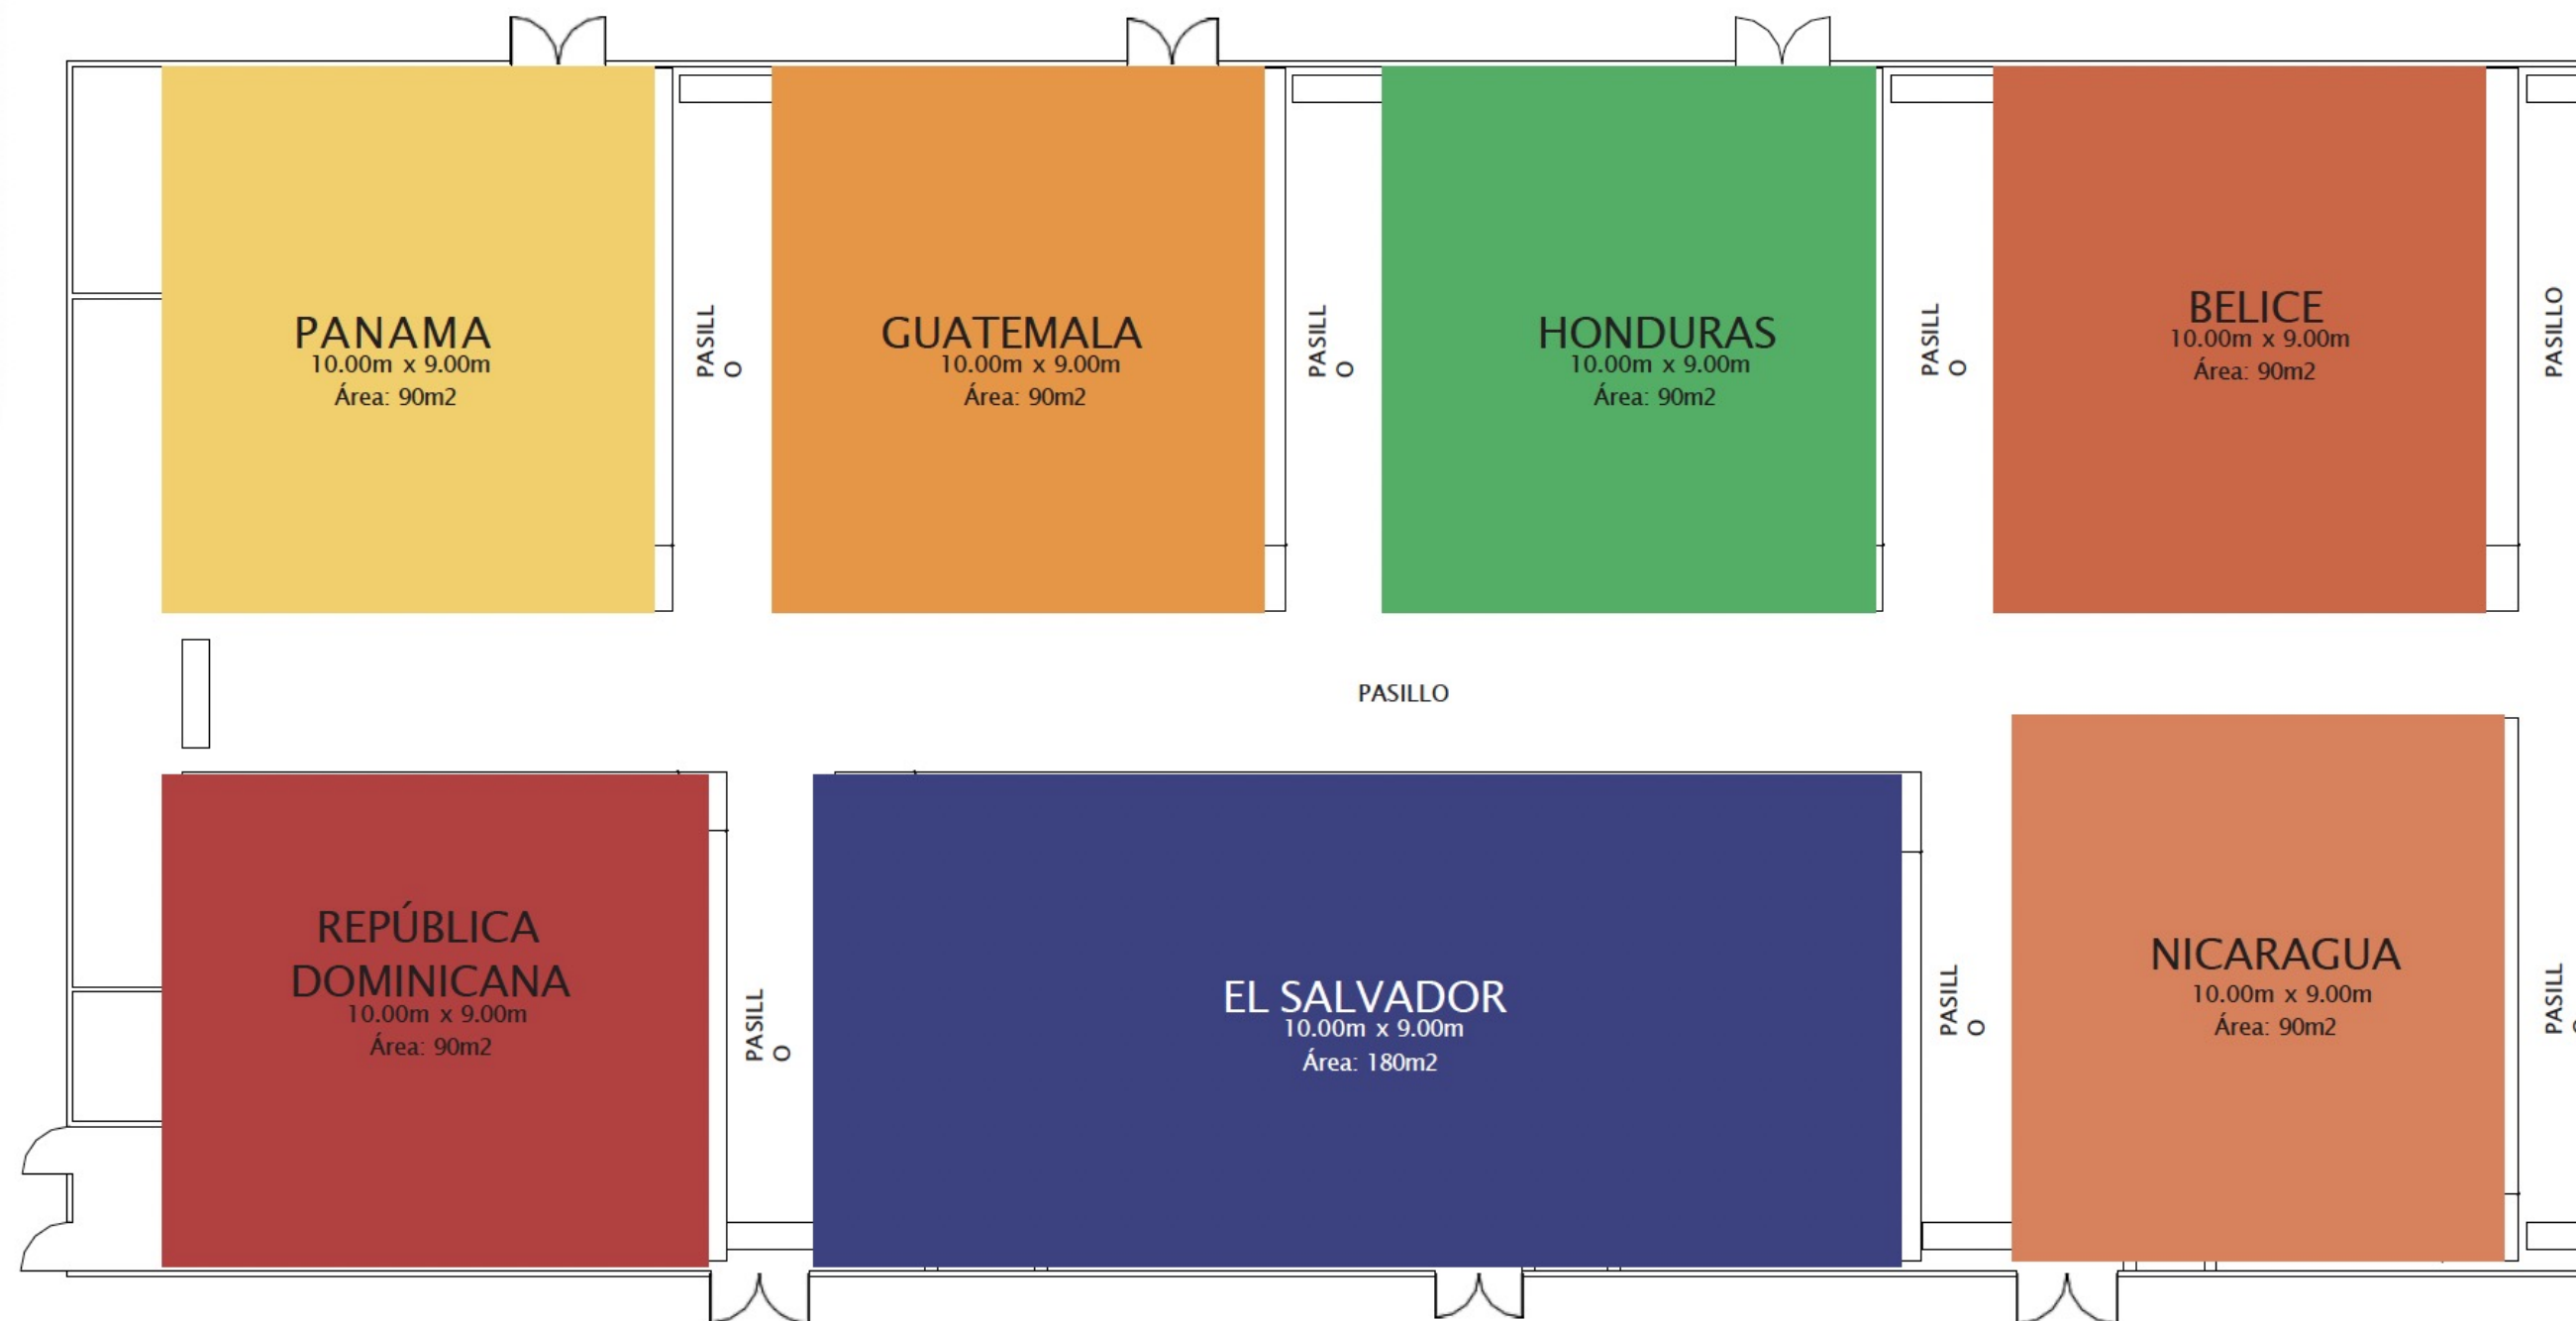 PANAMA
10.00m x 9.00m
Área: 90m2
PASILL
O
GUATEMALA
10.00m x 9.00m
Área: 90m2
PASILL
O
HONDURAS
10.00m x 9.00m
Área: 90m2
PASILL
O
BELICE
10.00m x 9.00m
Área: 90m2
PASILLO
PASILLO
REPÚBLICA
DOMINICANA
10.00m x 9.00m
Área: 90m2
PASILL
O
EL SALVADOR
10.00m x 9.00m
Área: 180m2
PASILL
O
NICARAGUA
10.00m x 9.00m
Área: 90m2
PASILL